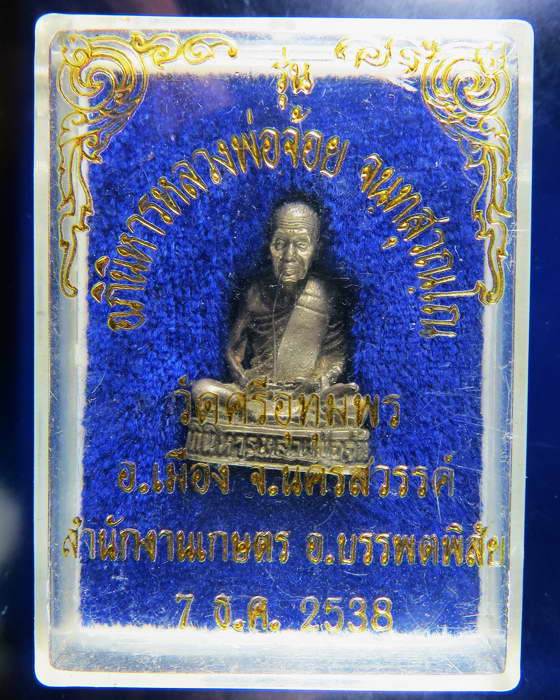 รุ่น
อภินิหารหลวงพ่อจ้อย จนฺทสุวณฺโณ
วัดศรีอุทุมพร
อ.เมือง จ.นครสวรรค์
สำนักงานเกษตร อ.บรรพตพิสัย
7 ธ.ค. 2538